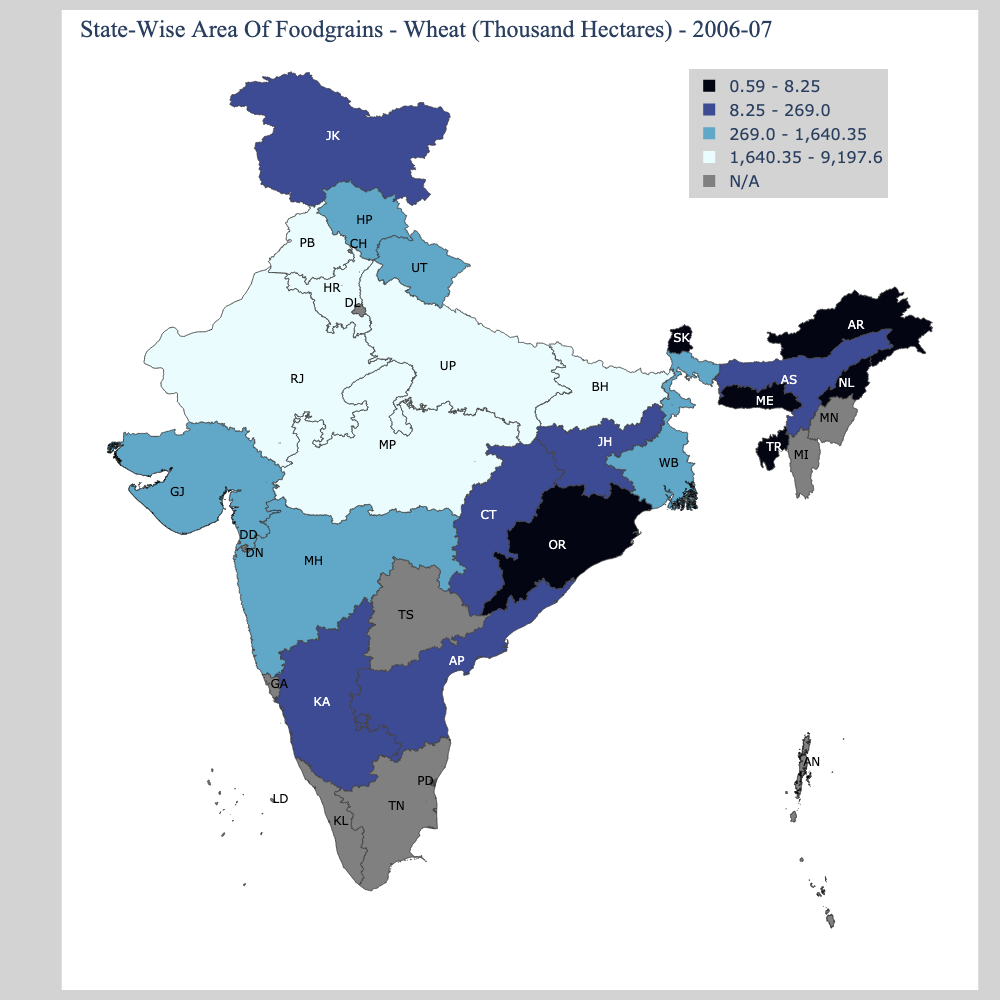 State-Wise Area Of Foodgrains - Wheat (Thousand Hectares) - 2006-07
0.59 - 8.25
8.25 - 269.0
269.0 - 1,640.35
1,640.35 - 9,197.6
N/A
JK
HP
PB
CH
UT
HR
DL
AR
SK
UP
RJ
BH
AS
NL
ME
MN
MP
JH
TR
MI
WB
GJ
CT
DD
OR
DN
MH
TS
AP
GA
KA
AN
PD
LD
TN
KL